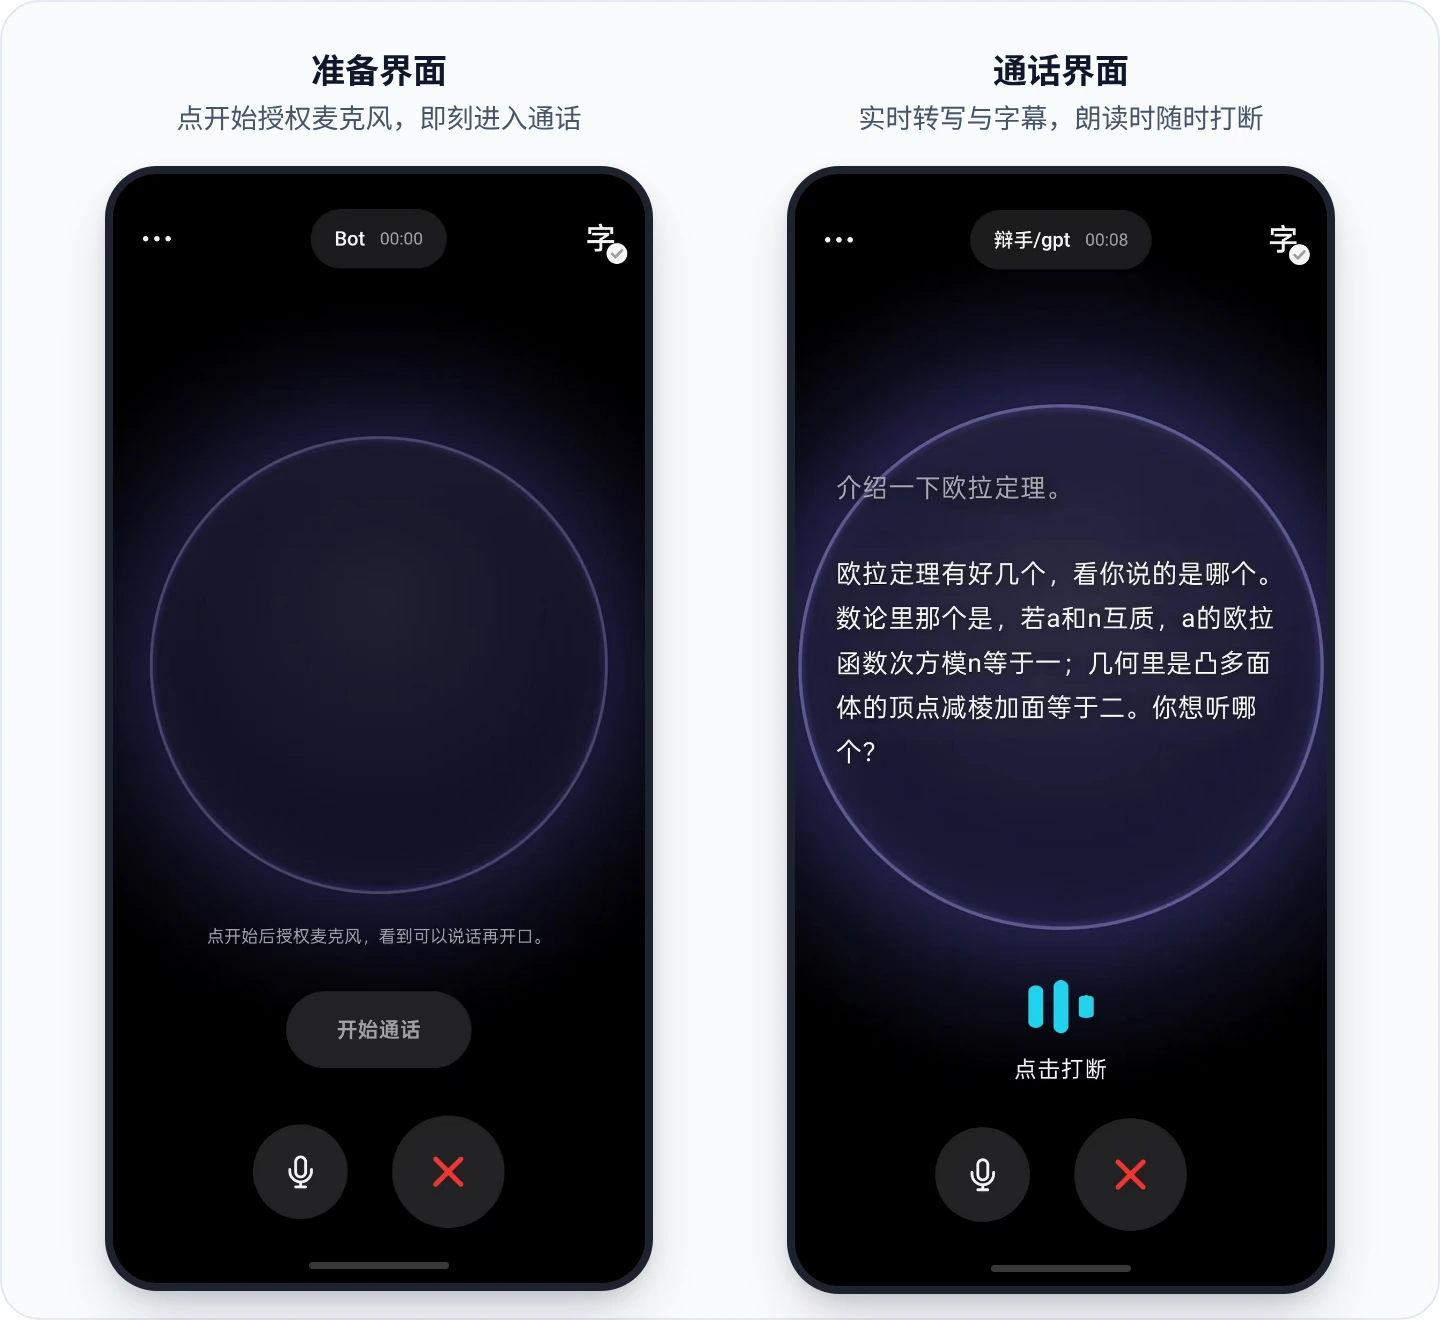 准备界面
点开始授权麦克风，即刻进入通话
Bot 00:00
字
点开始后授权麦克风，看到可以说话再开口。
开始通话
通话界面
实时转写与字幕，朗读时随时打断
辩手/gpt 00:08
字
介绍一下欧拉定理。
欧拉定理有好几个，看你说的是哪个。
数论里那个是，若a和n互质，a的欧拉
函数次方模n等于一；几何里是凸多面
体的顶点减棱加面等于二。你想听哪
个？
点击打断